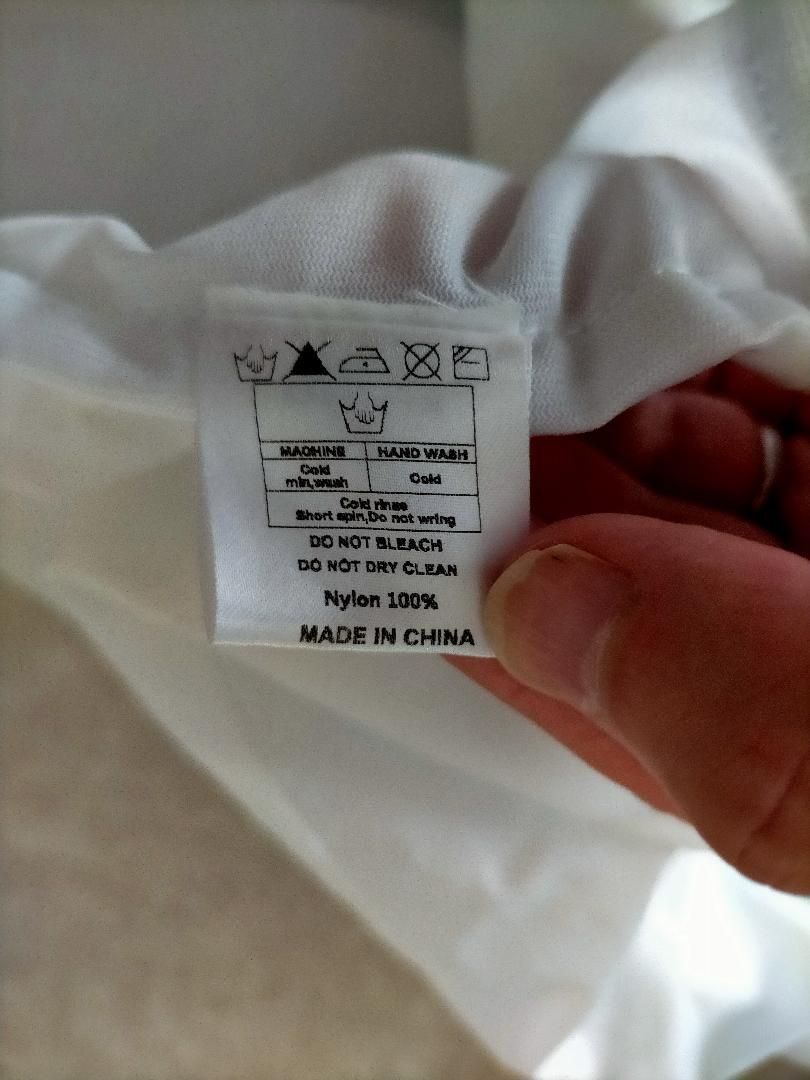 MACHINE HAND WASH
Cold
min,wash
Cold
Cold rinse
Short spin,Do not wring
DO NOT BLEACH
DO NOT DRY CLEAN
Nylon 100%
MADE IN CHINA